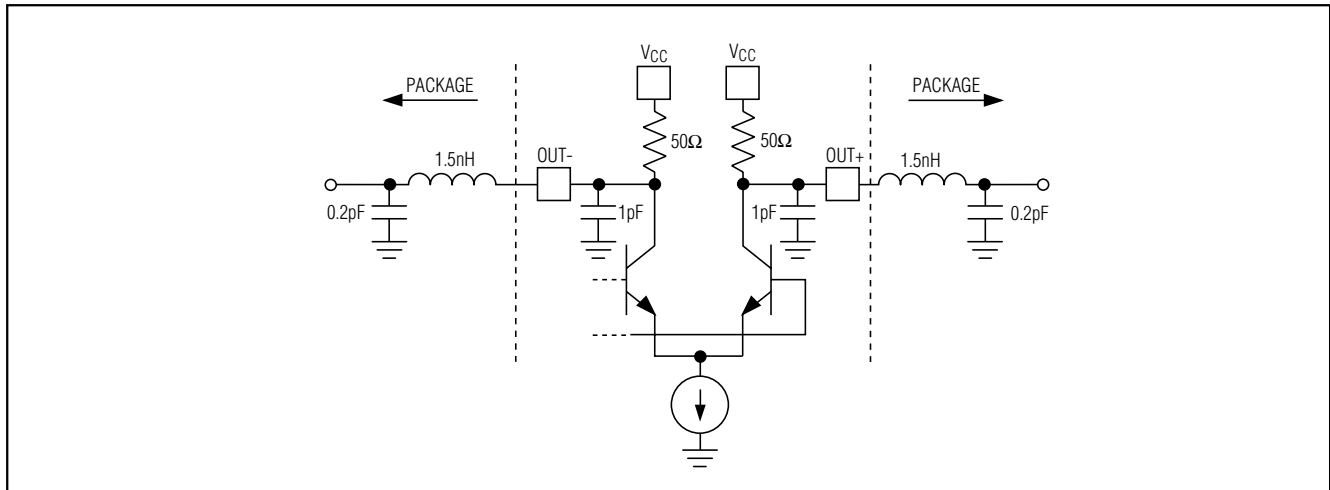 VCC VCC
PACKAGE PACKAGE
50Ω 50Ω
1.5nH OUT- OUT+ 1.5nH
0.2pF 1pF 1pF 0.2pF